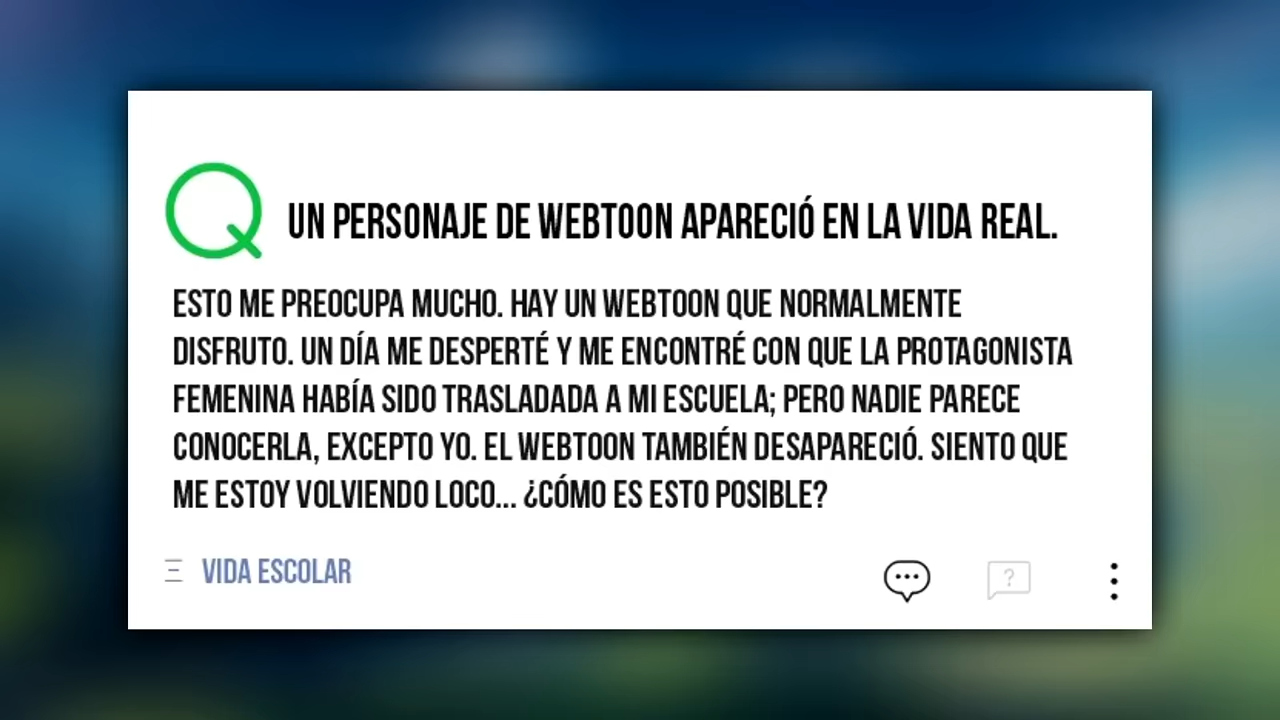 Q UN PERSONAJE DE WEBTOON APARECIÓ EN LA VIDA REAL.
ESTO ME PREOCUPA MUCHO. HAY UN WEBTOON QUE NORMALMENTE
DISFRUTO. UN DÍA ME DESPERTÉ Y ME ENCONTRÉ CON QUE LA PROTAGONISTA
FEMENINA HABÍA SIDO TRASLADADA A MI ESCUELA; PERO NADIE PARECE
CONOCERLA, EXCEPTO YO. EL WEBTOON TAMBIÉN DESAPARECIÓ. SIENTO QUE
ME ESTOY VOLVIENDO LOCO... ¿CÓMO ES ESTO POSIBLE?
VIDA ESCOLAR
?